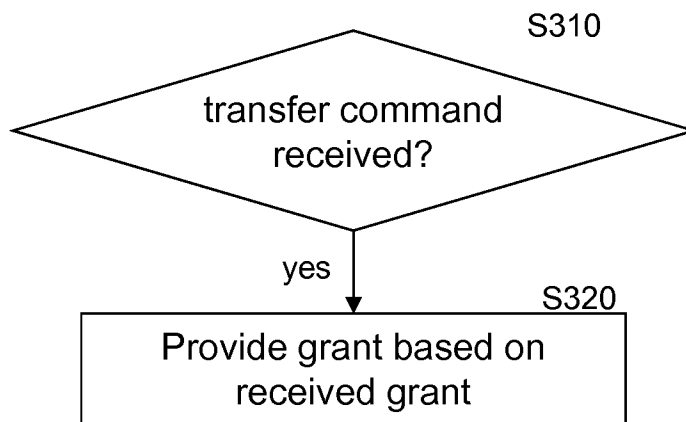 S310
transfer command
received?
yes
S320
Provide grant based on
received grant